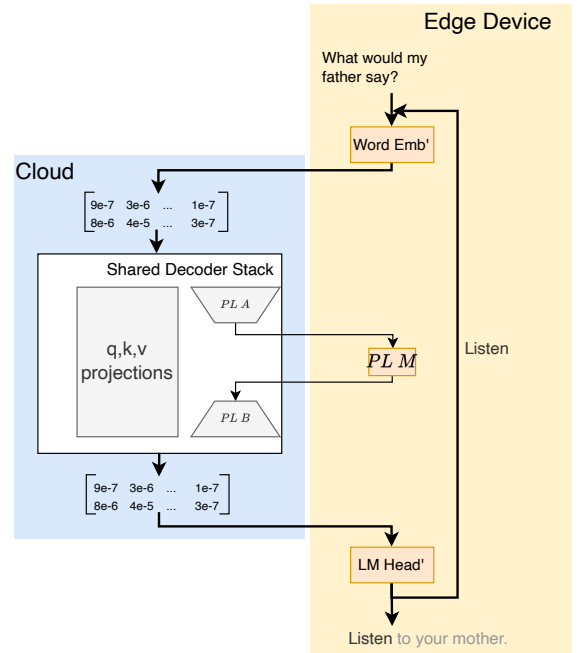 Edge Device
What would my
father say?
Word Emb'
Cloud
9e-7 3e-6 ... 1e-7
8e-6 4e-5 ... 3e-7
Shared Decoder Stack
PL A
q,k,v
projections
PL M
Listen
PL B
9e-7 3e-6 ... 1e-7
8e-6 4e-5 ... 3e-7
LM Head'
Listen to your mother.